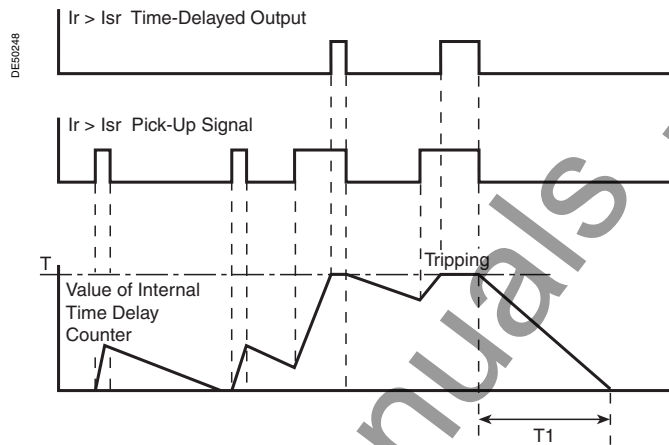 DE50248
Ir > Isr Time-Delayed Output
Ir > Isr Pick-Up Signal
T
Tripping
Value of Internal
Time Delay
Counter
T1
nuals